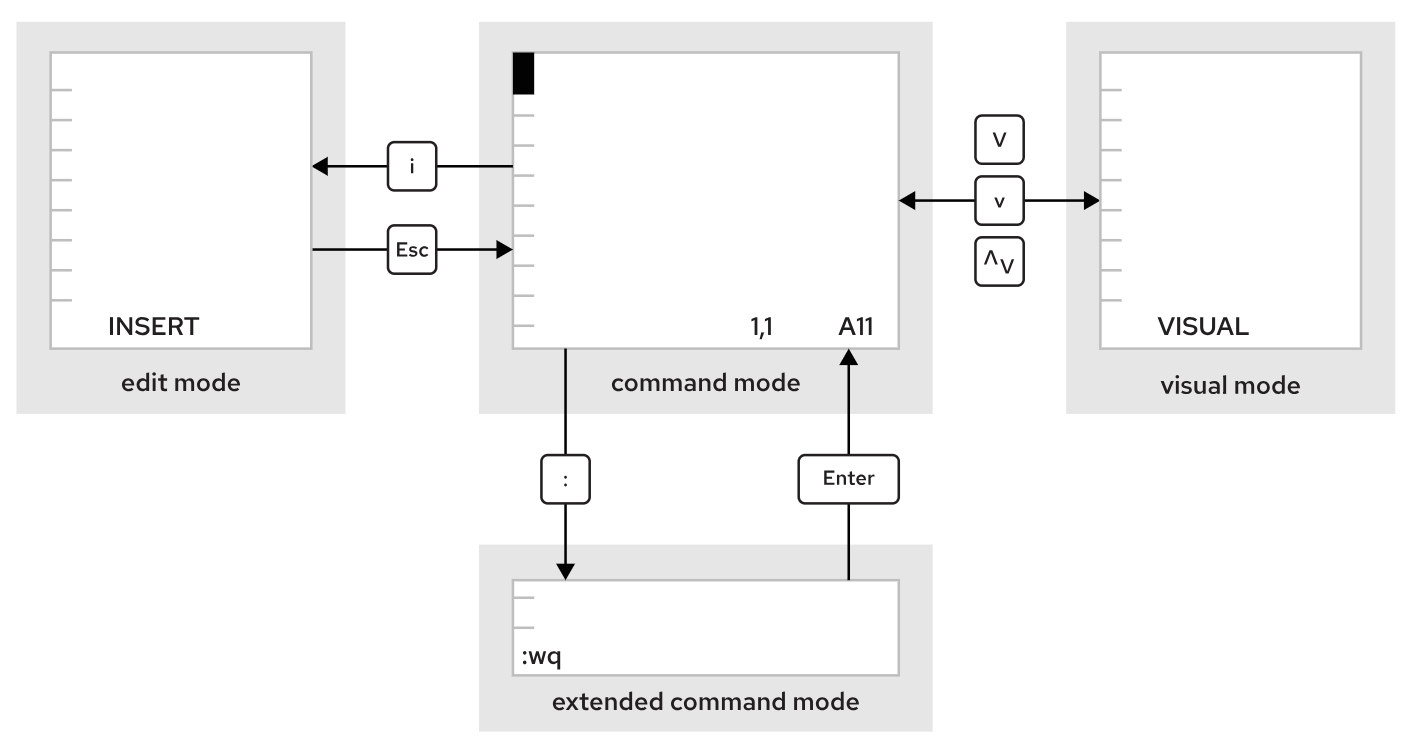 i
Esc
INSERT
edit mode
1,1 A11
command mode
V
v
^V
VISUAL
visual mode
:
Enter
:wq
extended command mode